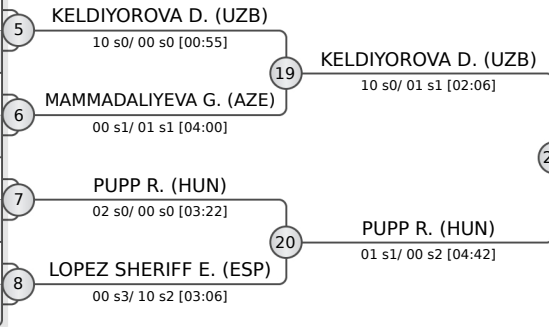 KELDIYOROVA D. (UZB)
5
10 s0/ 00 s0 [00:55]
19
KELDIYOROVA D. (UZB)
10 s0/ 01 s1 [02:06]
MAMMADALIYEVA G. (AZE)
6
00 s1/ 01 s1 [04:00]
PUPP R. (HUN)
7
02 s0/ 00 s0 [03:22]
20
PUPP R. (HUN)
01 s1/ 00 s2 [04:42]
LOPEZ SHERIFF E. (ESP)
8
00 s3/ 10 s2 [03:06]